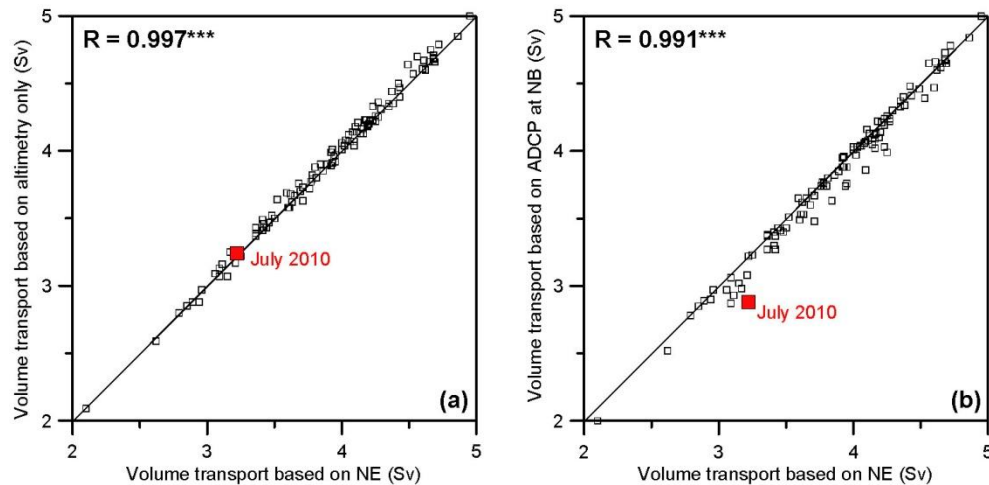 R = 0.997***
Volume transport based on altimetry only (Sv)
5
4
3
2
July 2010
(a)
2 3 4 5
Volume transport based on NE (Sv)
R = 0.991***
Volume transport based on ADCP at NB (Sv)
5
4
3
2
July 2010
(b)
2 3 4 5
Volume transport based on NE (Sv)